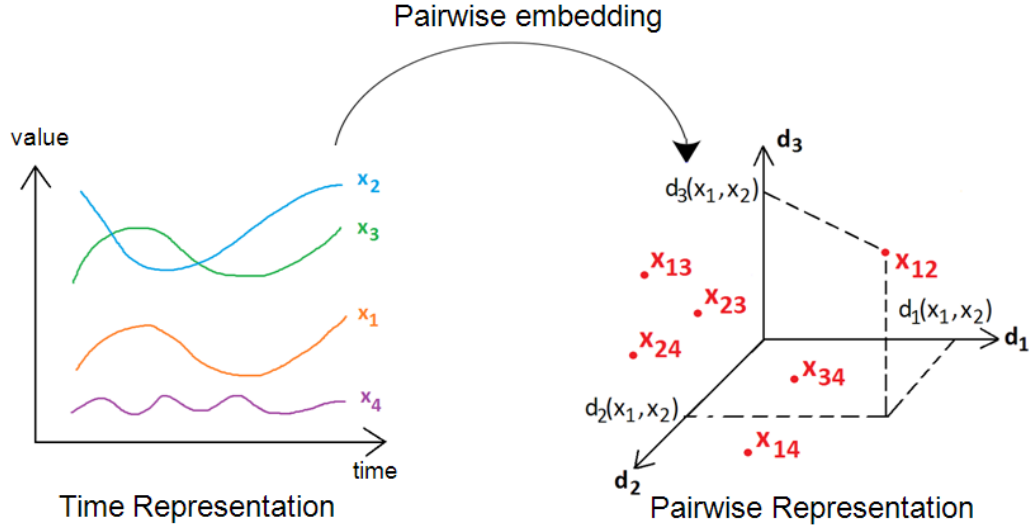 Pairwise embedding
value
x₂
x₃
x₁
x₄
time
Time Representation
d₃
d₃(x₁,x₂)
x₁₂
x₁₃
x₂₃
d₁(x₁,x₂)
x₂₄
d₁
x₃₄
d₂(x₁,x₂)
x₁₄
d₂
Pairwise Representation